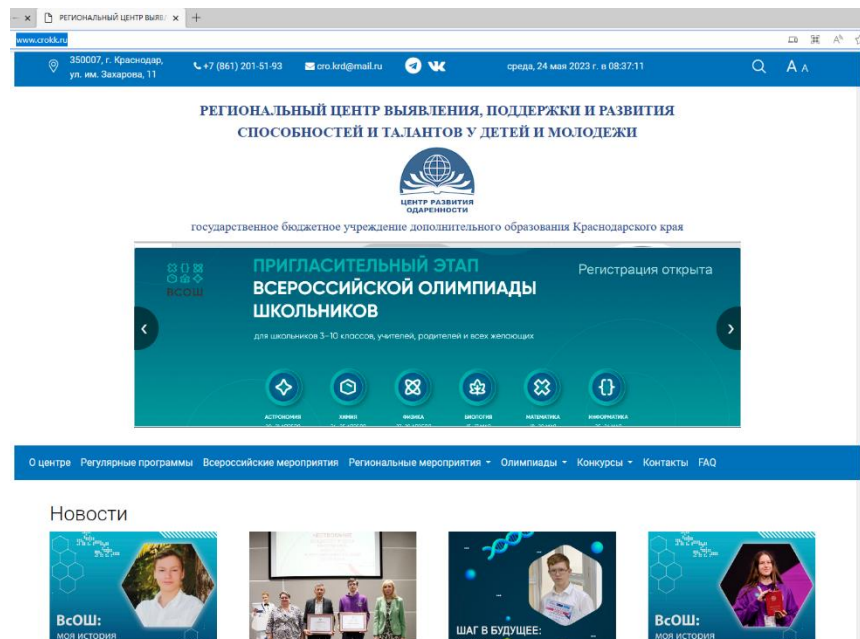 РЕГИОНАЛЬНЫЙ ЦЕНТР ВЫЯВЛ
www.crokk.ru
350007, г. Краснодар,
ул. им. Захарова, 11
+7 (861) 201-51-93
cro.krd@mail.ru
среда, 24 мая 2023 г. в 08:37:11
A A
РЕГИОНАЛЬНЫЙ ЦЕНТР ВЫЯВЛЕНИЯ, ПОДДЕРЖКИ И РАЗВИТИЯ
СПОСОБНОСТЕЙ И ТАЛАНТОВ У ДЕТЕЙ И МОЛОДЕЖИ
ЦЕНТР РАЗВИТИЯ
ОДАРЕННОСТИ
государственное бюджетное учреждение дополнительного образования Краснодарского края
ВСОШ
ПРИГЛАСИТЕЛЬНЫЙ ЭТАП
ВСЕРОССИЙСКОЙ ОЛИМПИАДЫ
ШКОЛЬНИКОВ
Регистрация открыта
для школьников 3–10 классов, учителей, родителей и всех желающих
АСТРОНОМИЯ ХИМИЯ ФИЗИКА БИОЛОГИЯ МАТЕМАТИКА ИНФОРМАТИКА
О центре Регулярные программы Всероссийские мероприятия Региональные мероприятия Олимпиады Конкурсы Контакты FAQ
Новости
ВсОШ:
моя история
ШАГ В БУДУЩЕЕ:
ВсОШ:
моя история